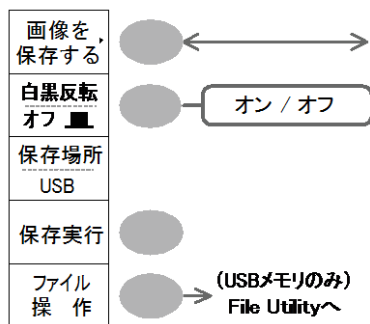 画像を
保存する
白黒反転
オフ
オン / オフ
保存場所
USB
保存実行
ファイル
操 作
(USBメモリのみ)
File Utilityへ